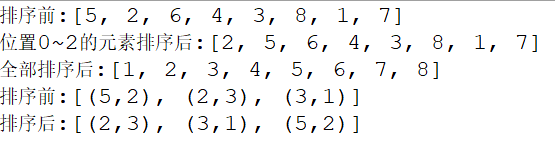 排序前:[5, 2, 6, 4, 3, 8, 1, 7]
位置0~2的元素排序后:[2, 5, 6, 4, 3, 8, 1, 7]
全部排序后:[1, 2, 3, 4, 5, 6, 7, 8]
排序前:[(5,2), (2,3), (3,1)]
排序后:[(2,3), (3,1), (5,2)]